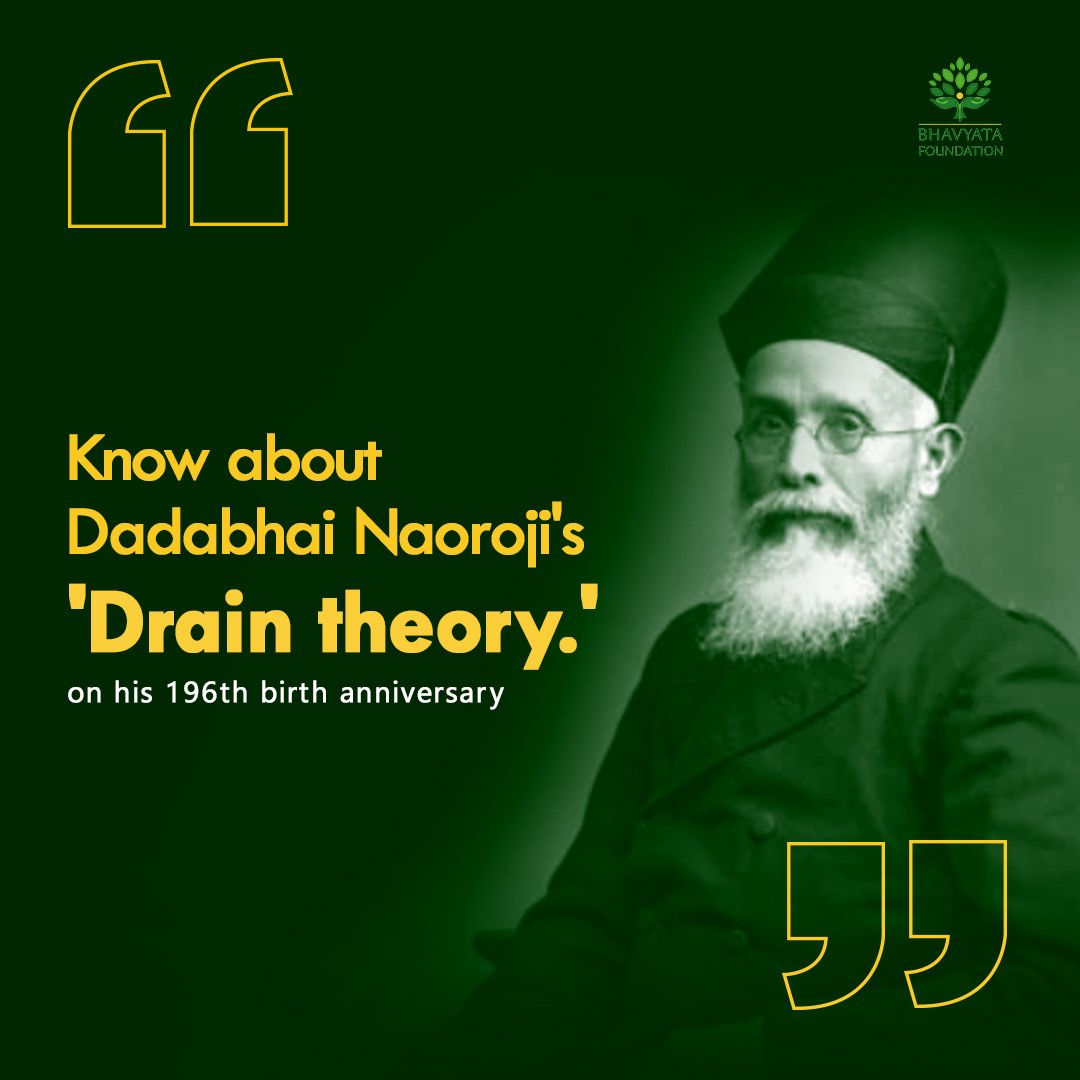 BHAVYATA
FOUNDATION
Know about
Dadabhai Naoroji's
'Drain theory.'
on his 196th birth anniversary